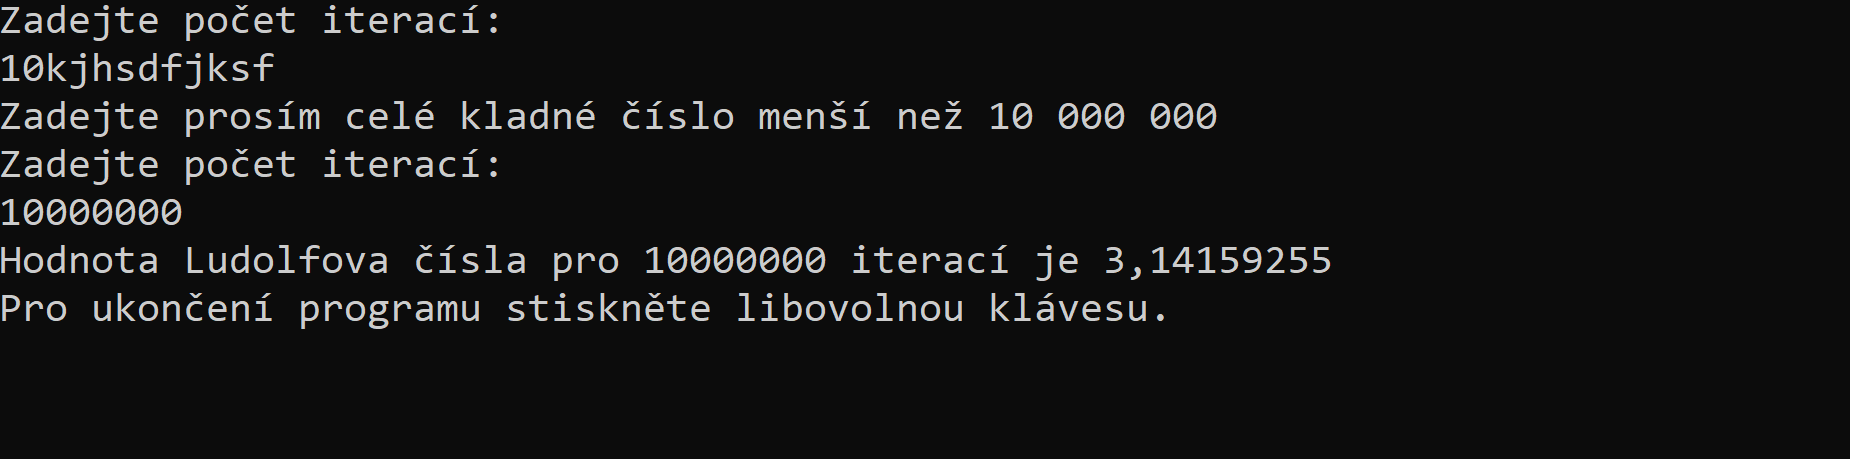 Zadejte počet iterací:
10kjhsdfjksf
Zadejte prosím celé kladné číslo menší než 10 000 000
Zadejte počet iterací:
10000000
Hodnota Ludolfova čísla pro 10000000 iterací je 3,14159255
Pro ukončení programu stiskněte libovolnou klávesu.